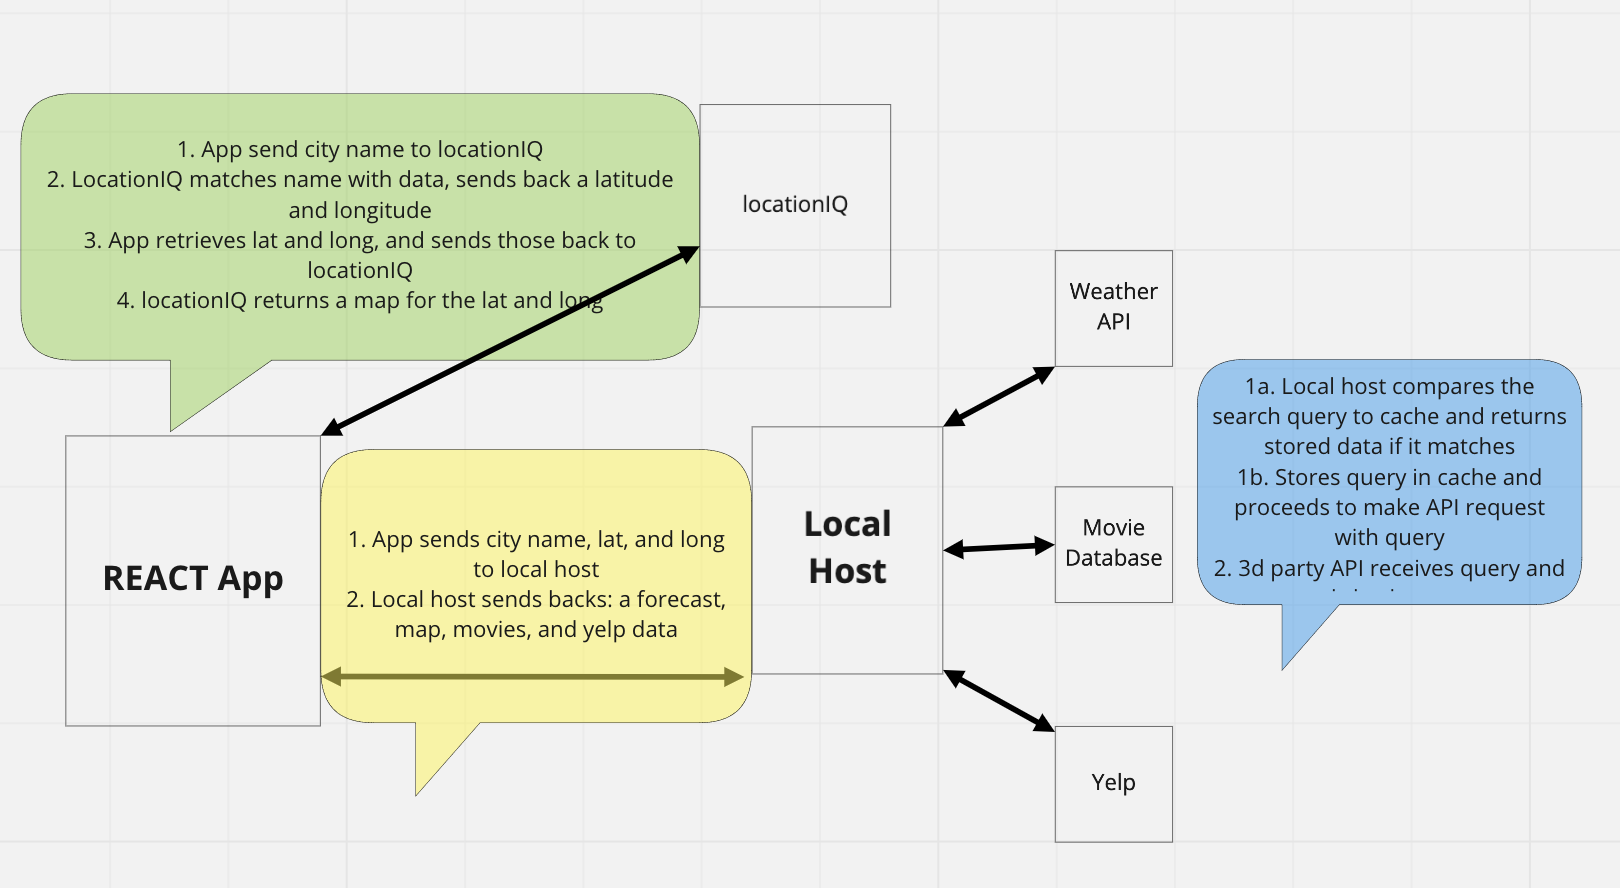 1. App send city name to locationIQ
2. LocationIQ matches name with data, sends back a latitude
and longitude
3. App retrieves lat and long, and sends those back to
locationIQ
4. locationIQ returns a map for the lat and long
locationIQ
Weather
API
1a. Local host compares the
search query to cache and returns
stored data if it matches
1b. Stores query in cache and
proceeds to make API request
with query
2. 3d party API receives query and
REACT App
1. App sends city name, lat, and long
to local host
2. Local host sends backs: a forecast,
map, movies, and yelp data
Local
Host
Movie
Database
Yelp